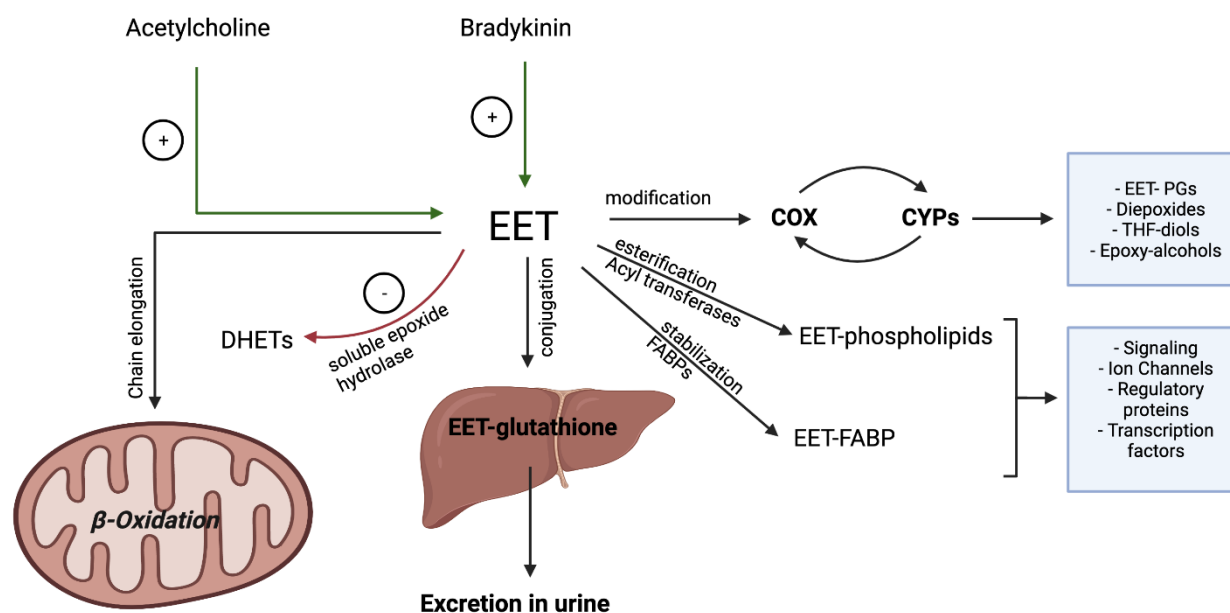 Acetylcholine
Bradykinin
+
+
EET
modification
COX
CYPs
- EET- PGs
- Diepoxides
- THF-diols
- Epoxy-alcohols
Chain elongation
-
DHETs
soluble epoxide
hydrolase
conjugation
esterification
Acyl transferases
stabilization
FABPs
EET-phospholipids
EET-FABP
- Signaling
- Ion Channels
- Regulatory
proteins
- Transcription
factors
β-Oxidation
EET-glutathione
Excretion in urine